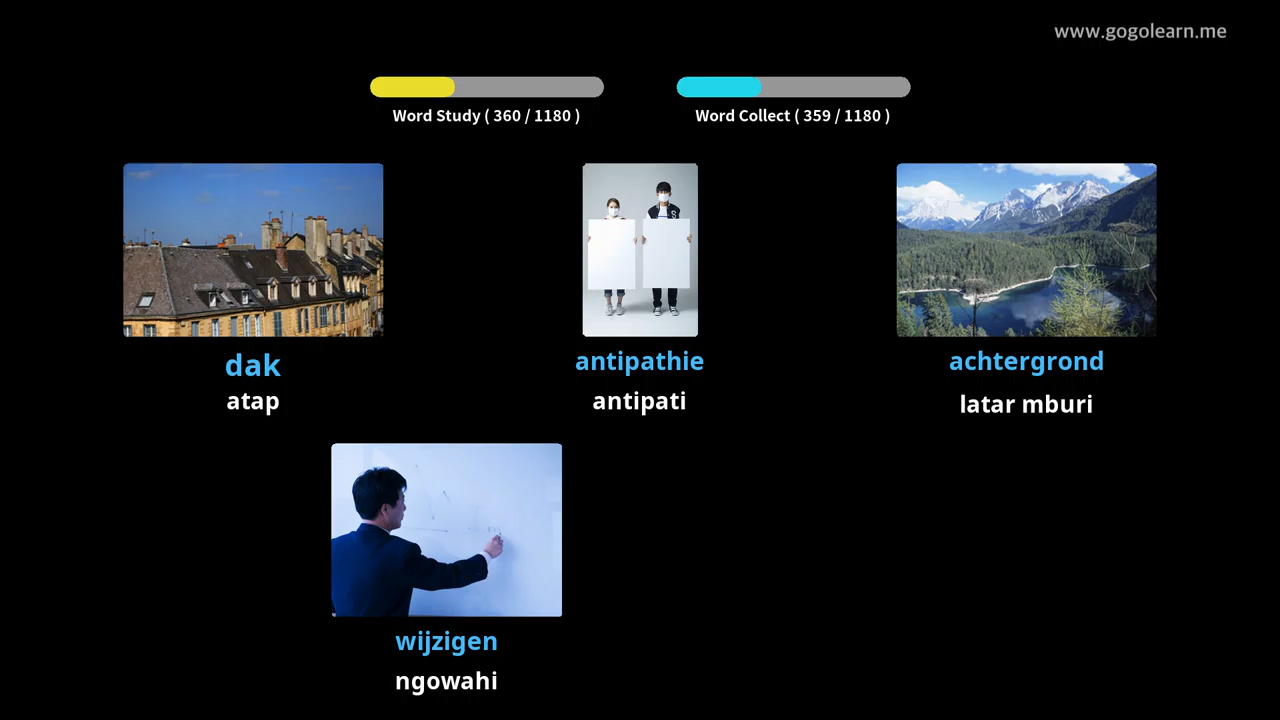 www.gogolearn.me
Word Study ( 360 / 1180 )
Word Collect ( 359 / 1180 )
dak
atap
antipathie
antipati
achtergrond
latar mburi
wijzigen
ngowahi